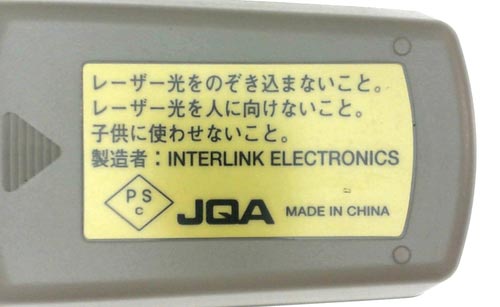 レーザー光をのぞき込まないこと。
レーザー光を人に向けないこと。
子供に使わせないこと。
製造者：INTERLINK ELECTRONICS
PS
C
JQA MADE IN CHINA